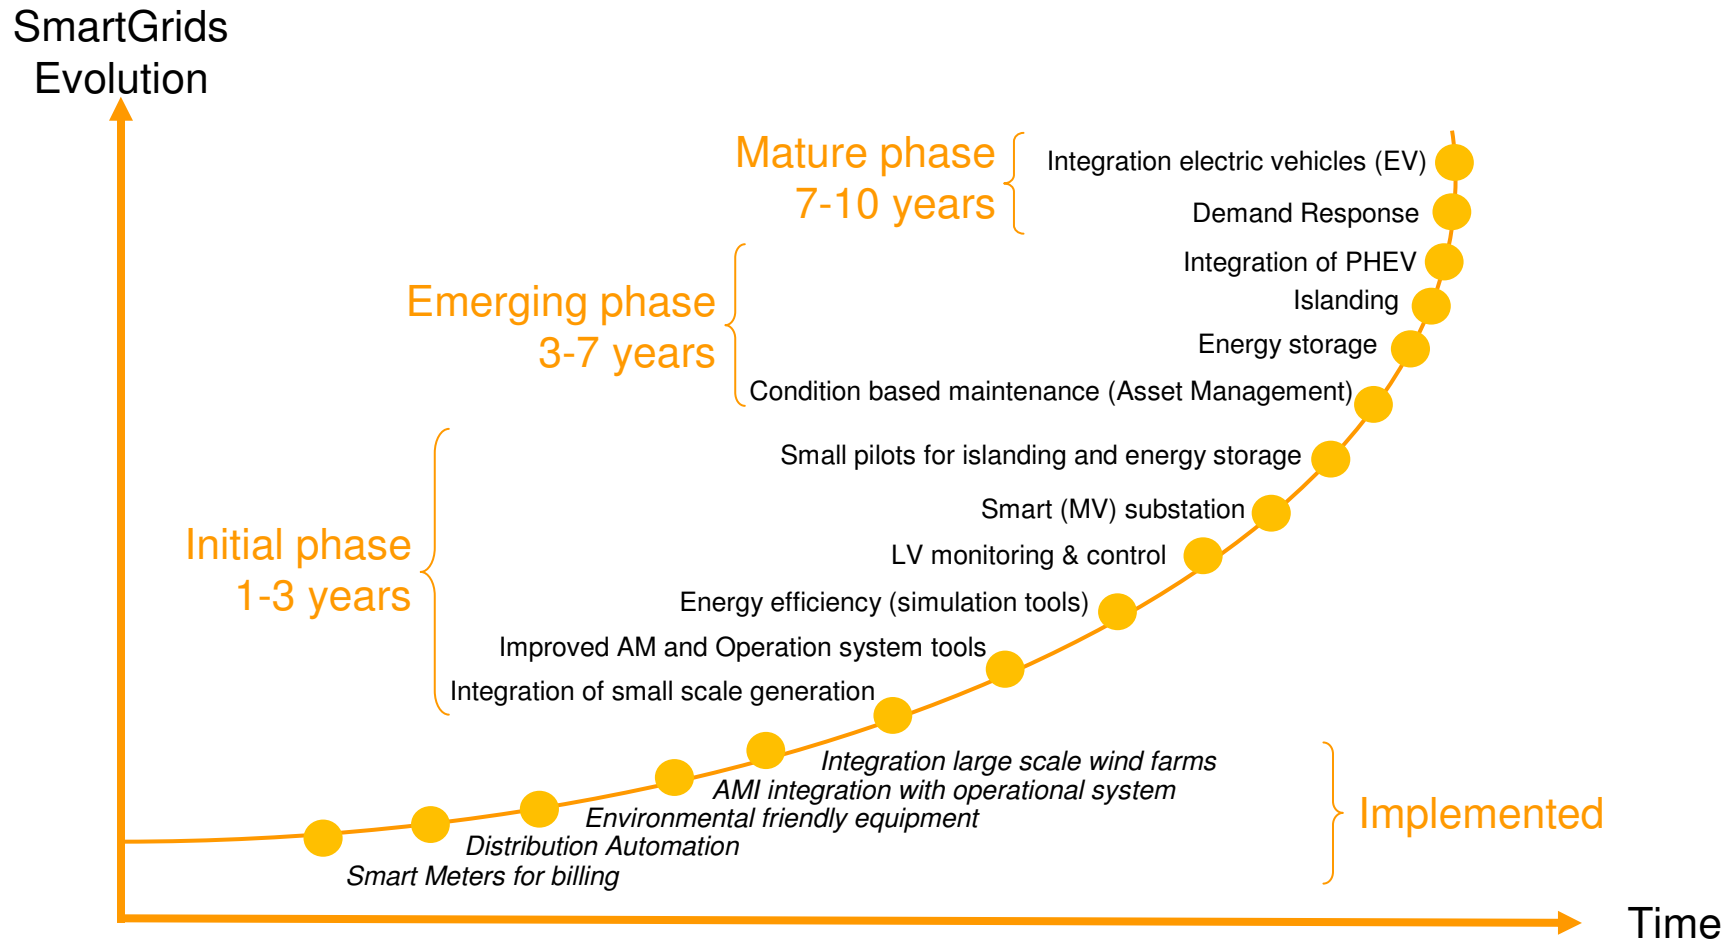 SmartGrids
Evolution
Mature phase
7-10 years
Integration electric vehicles (EV)
Demand Response
Emerging phase
3-7 years
Integration of PHEV
Islanding
Energy storage
Condition based maintenance (Asset Management)
Initial phase
1-3 years
Small pilots for islanding and energy storage
Smart (MV) substation
LV monitoring & control
Energy efficiency (simulation tools)
Improved AM and Operation system tools
Integration of small scale generation
Integration large scale wind farms
AMI integration with operational system
Environmental friendly equipment
Distribution Automation
Smart Meters for billing
Implemented
Time